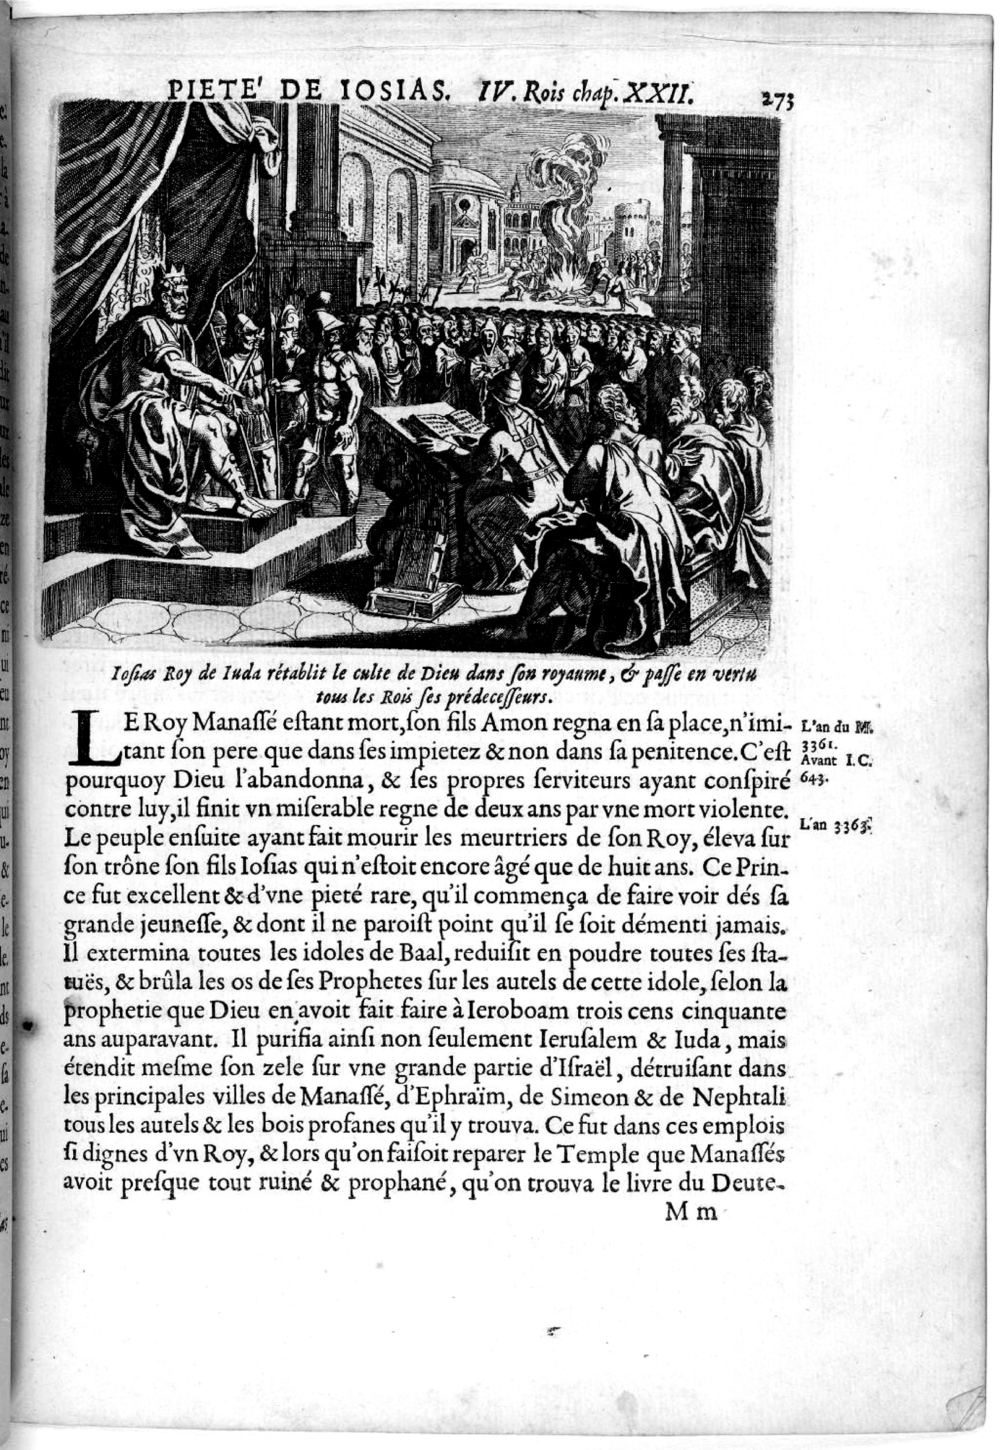 PIETE' DE IOSIAS. IV. Rois chap. XXII. 273
Ioſias Roy de Iuda rétablit le culte de Dieu dans ſon royaume, & paſſe en vertu
tous les Rois ſes prédeceſſeurs.
LE Roy Manaſſé eſtant mort, ſon fils Amon regna en ſa place, n'imi-
tant ſon pere que dans ſes impietez & non dans ſa penitence. C'eſt
pourquoy Dieu l'abandonna, & ſes propres ſerviteurs ayant conſpiré
contre luy, il finit vn miſerable regne de deux ans par vne mort violente.
Le peuple enſuite ayant fait mourir les meurtriers de ſon Roy, éleva ſur
ſon trône ſon fils Ioſias qui n'eſtoit encore âgé que de huit ans. Ce Prin-
ce fut excellent & d'vne pieté rare, qu'il commença de faire voir dés ſa
grande jeuneſſe, & dont il ne paroiſt point qu'il ſe ſoit démenti jamais.
Il extermina toutes les idoles de Baal, reduiſit en poudre toutes ſes ſta-
tuës, & brûla les os de ſes Prophetes ſur les autels de cette idole, ſelon la
prophetie que Dieu en avoit fait faire à Ieroboam trois cens cinquante
ans auparavant. Il purifia ainſi non ſeulement Ieruſalem & Iuda, mais
étendit meſme ſon zele ſur vne grande partie d'Iſraël, détruiſant dans
les principales villes de Manaſſé, d'Ephraïm, de Simeon & de Nephtali
tous les autels & les bois profanes qu'il y trouva. Ce fut dans ces emplois
ſi dignes d'vn Roy, & lors qu'on faiſoit reparer le Temple que Manaſſés
avoit preſque tout ruiné & prophané, qu'on trouva le livre du Deute-
M m
L'an du M.
3361.
Avant I.C.
643.
L'an 3363.